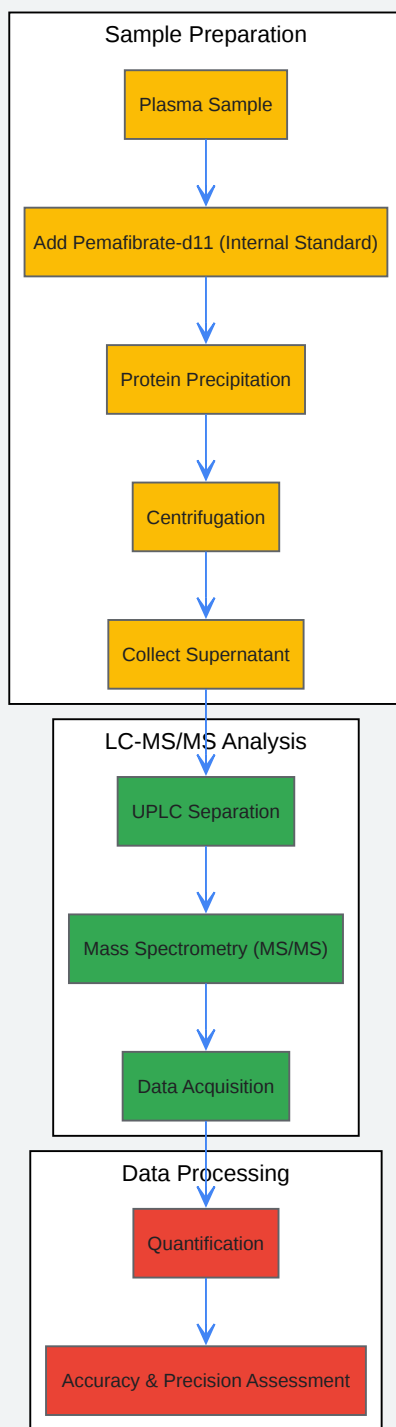 Sample Preparation
Plasma Sample
Add Pemafibrate-d11 (Internal Standard)
Protein Precipitation
Centrifugation
Collect Supernatant
LC-MS/MS Analysis
UPLC Separation
Mass Spectrometry (MS/MS)
Data Acquisition
Data Processing
Quantification
Accuracy & Precision Assessment